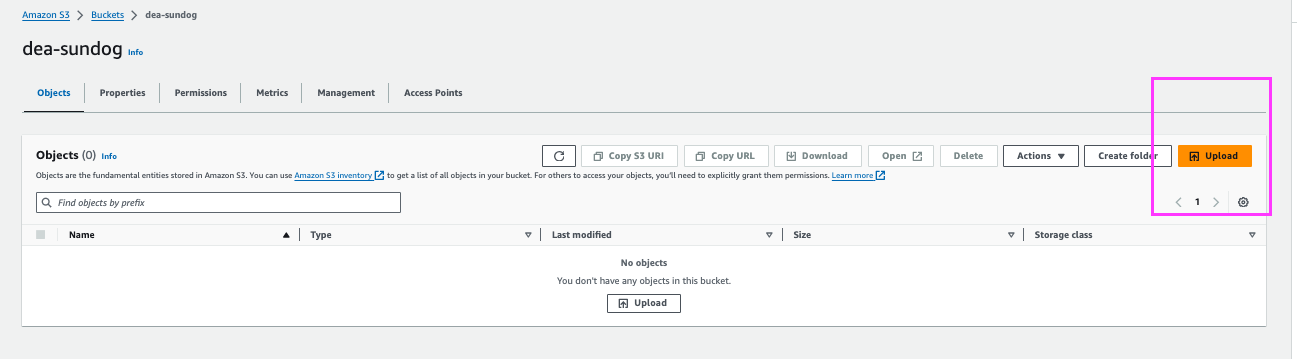 Amazon S3 > Buckets > dea-sundog
dea-sundog Info
Objects Properties Permissions Metrics Management Access Points
Objects (0) Info Copy S3 URI Copy URL Download Open Delete Actions Create folder Upload
Objects are the fundamental entities stored in Amazon S3. You can use Amazon S3 inventory to get a list of all objects in your bucket. For others to access your objects, you'll need to explicitly grant them permissions. Learn more
Find objects by prefix 1
Name Type Last modified Size Storage class
No objects
You don't have any objects in this bucket.
Upload